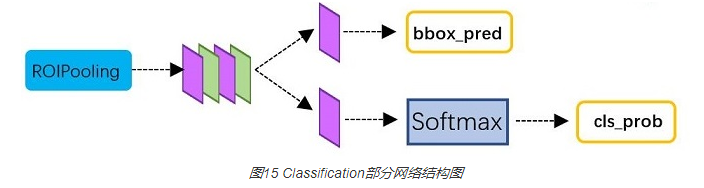 bbox_pred
ROIPooling
Softmax
cls_prob
图15 Classification部分网络结构图